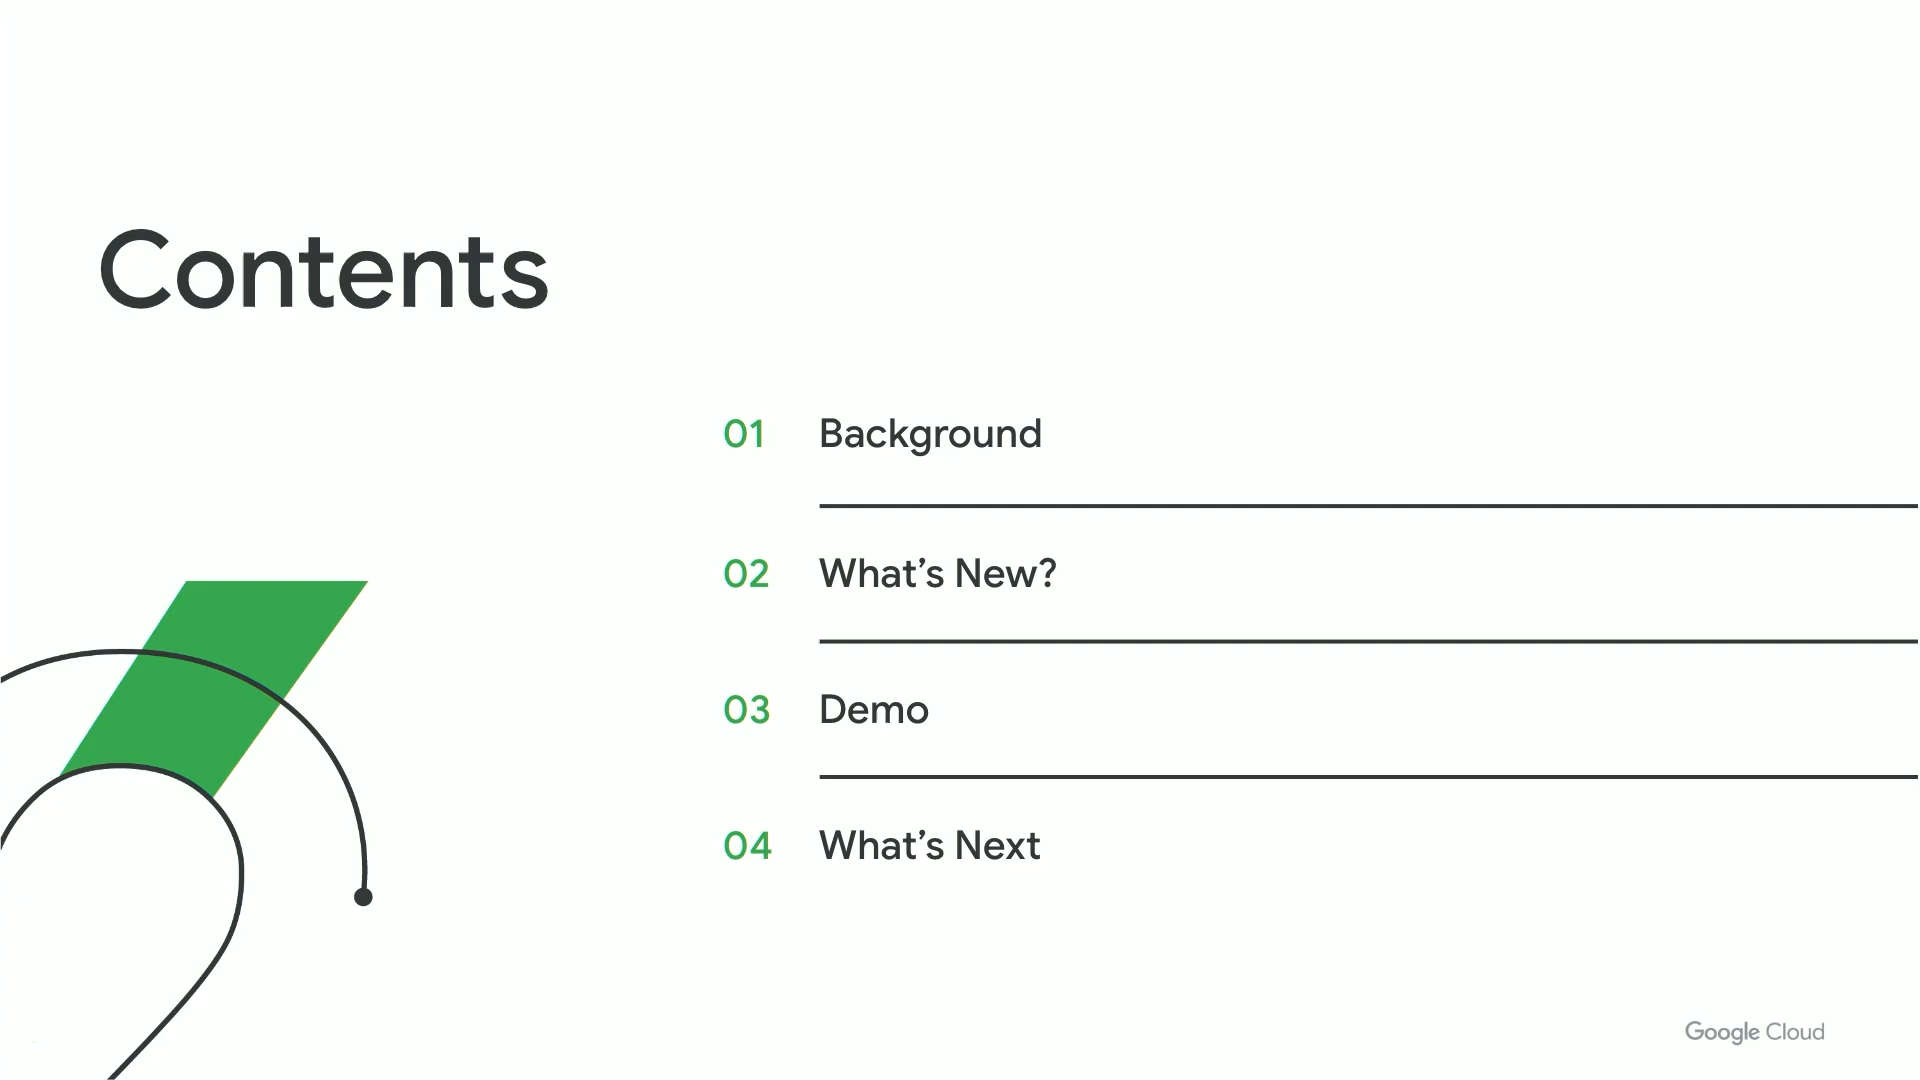 Contents
01 Background
02 What’s New?
03 Demo
04 What’s Next
Google Cloud